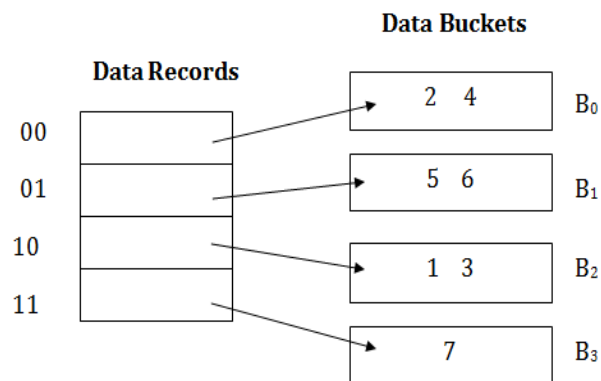 Data Buckets
Data Records
2 4
B₀
00
01
5 6
B₁
10
1 3
B₂
11
7
B₃